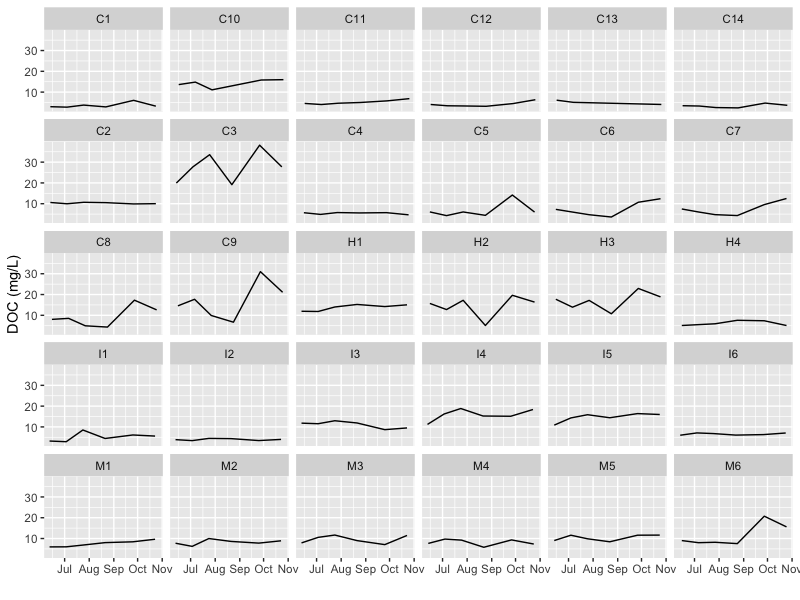 C1 C10 C11 C12 C13 C14
30
20
10
C2 C3 C4 C5 C6 C7
30
20
10
C8 C9 H1 H2 H3 H4
30
20
10
DOC (mg/L)
I1 I2 I3 I4 I5 I6
30
20
10
M1 M2 M3 M4 M5 M6
30
20
10
Jul Aug Sep Oct Nov Jul Aug Sep Oct Nov Jul Aug Sep Oct Nov Jul Aug Sep Oct Nov Jul Aug Sep Oct Nov Jul Aug Sep Oct Nov